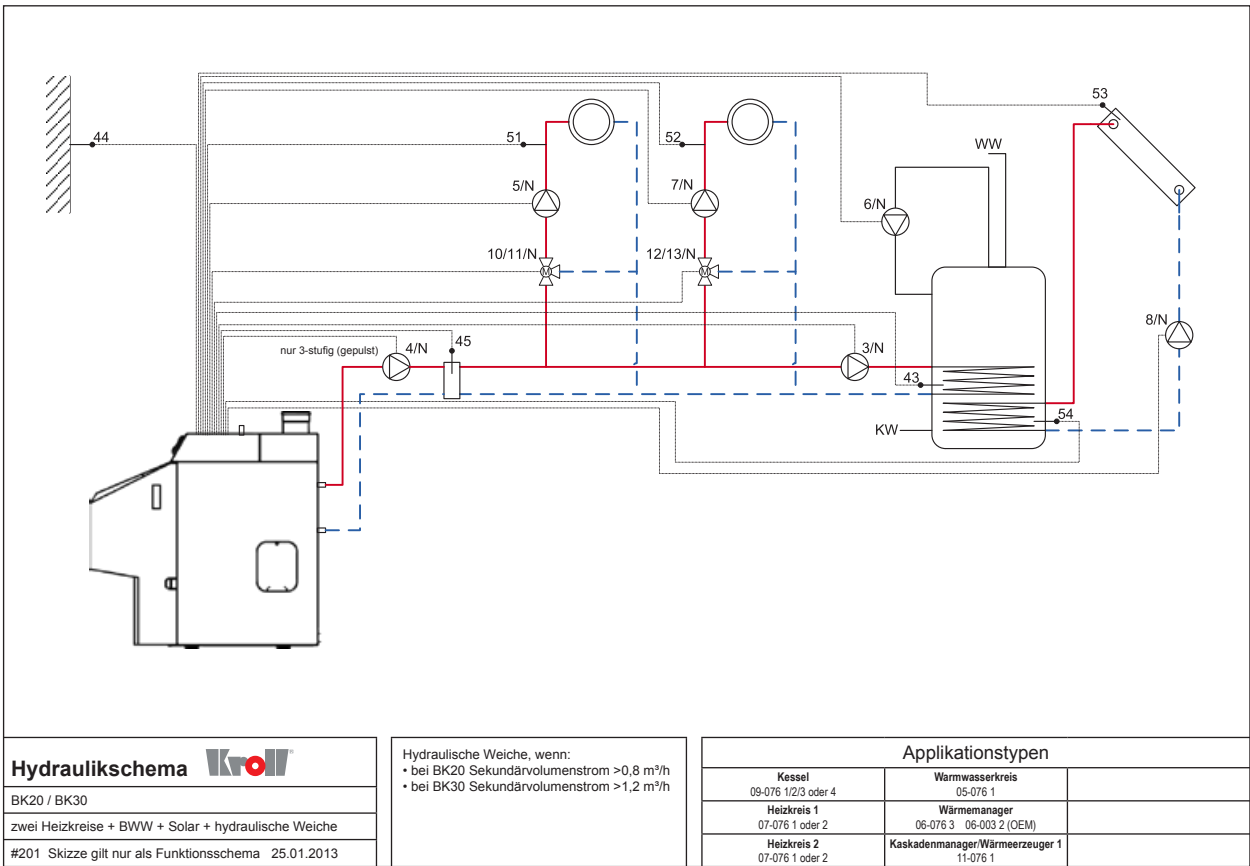 53
44
51
52
WW
5/N
7/N
6/N
10/11/N
12/13/N
M
M
8/N
nur 3-stufig (gepulst)
4/N
45
3/N
43
54
KW
Hydraulikschema Kroll
BK20 / BK30
zwei Heizkreise + BWW + Solar + hydraulische Weiche
#201 Skizze gilt nur als Funktionsschema 25.01.2013
Hydraulische Weiche, wenn:
• bei BK20 Sekundärvolumenstrom >0,8 m³/h
• bei BK30 Sekundärvolumenstrom >1,2 m³/h
Applikationstypen
Kessel
09-076 1/2/3 oder 4
Warmwasserkreis
05-076 1
Heizkreis 1
07-076 1 oder 2
Wärmemanager
06-076 3 06-003 2 (OEM)
Heizkreis 2
07-076 1 oder 2
Kaskadenmanager/Wärmeerzeuger 1
11-076 1